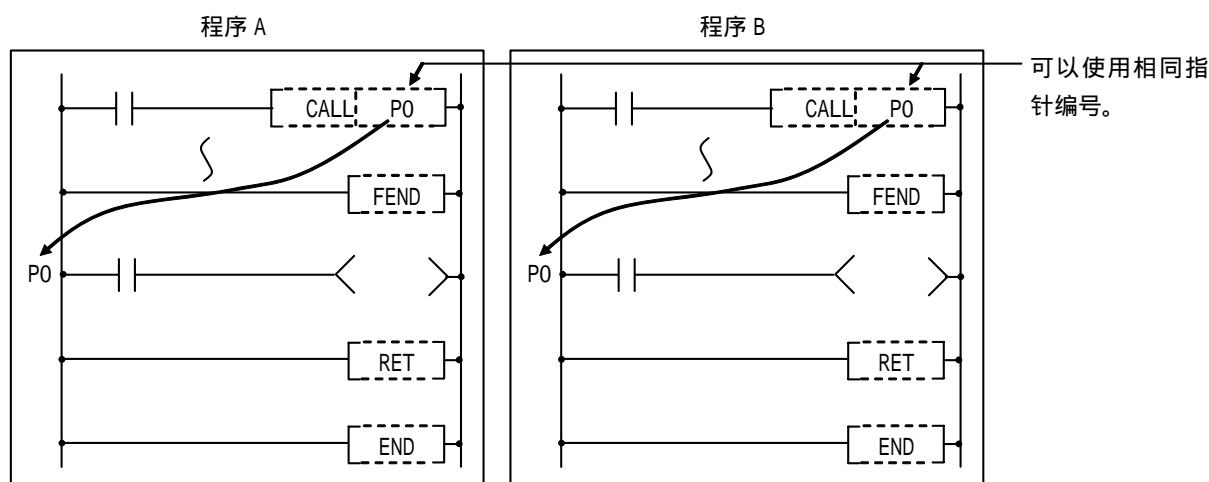 程序 A
CALL P0
FEND
P0
RET
END
程序 B
CALL P0
FEND
P0
RET
END
可以使用相同指
针编号。